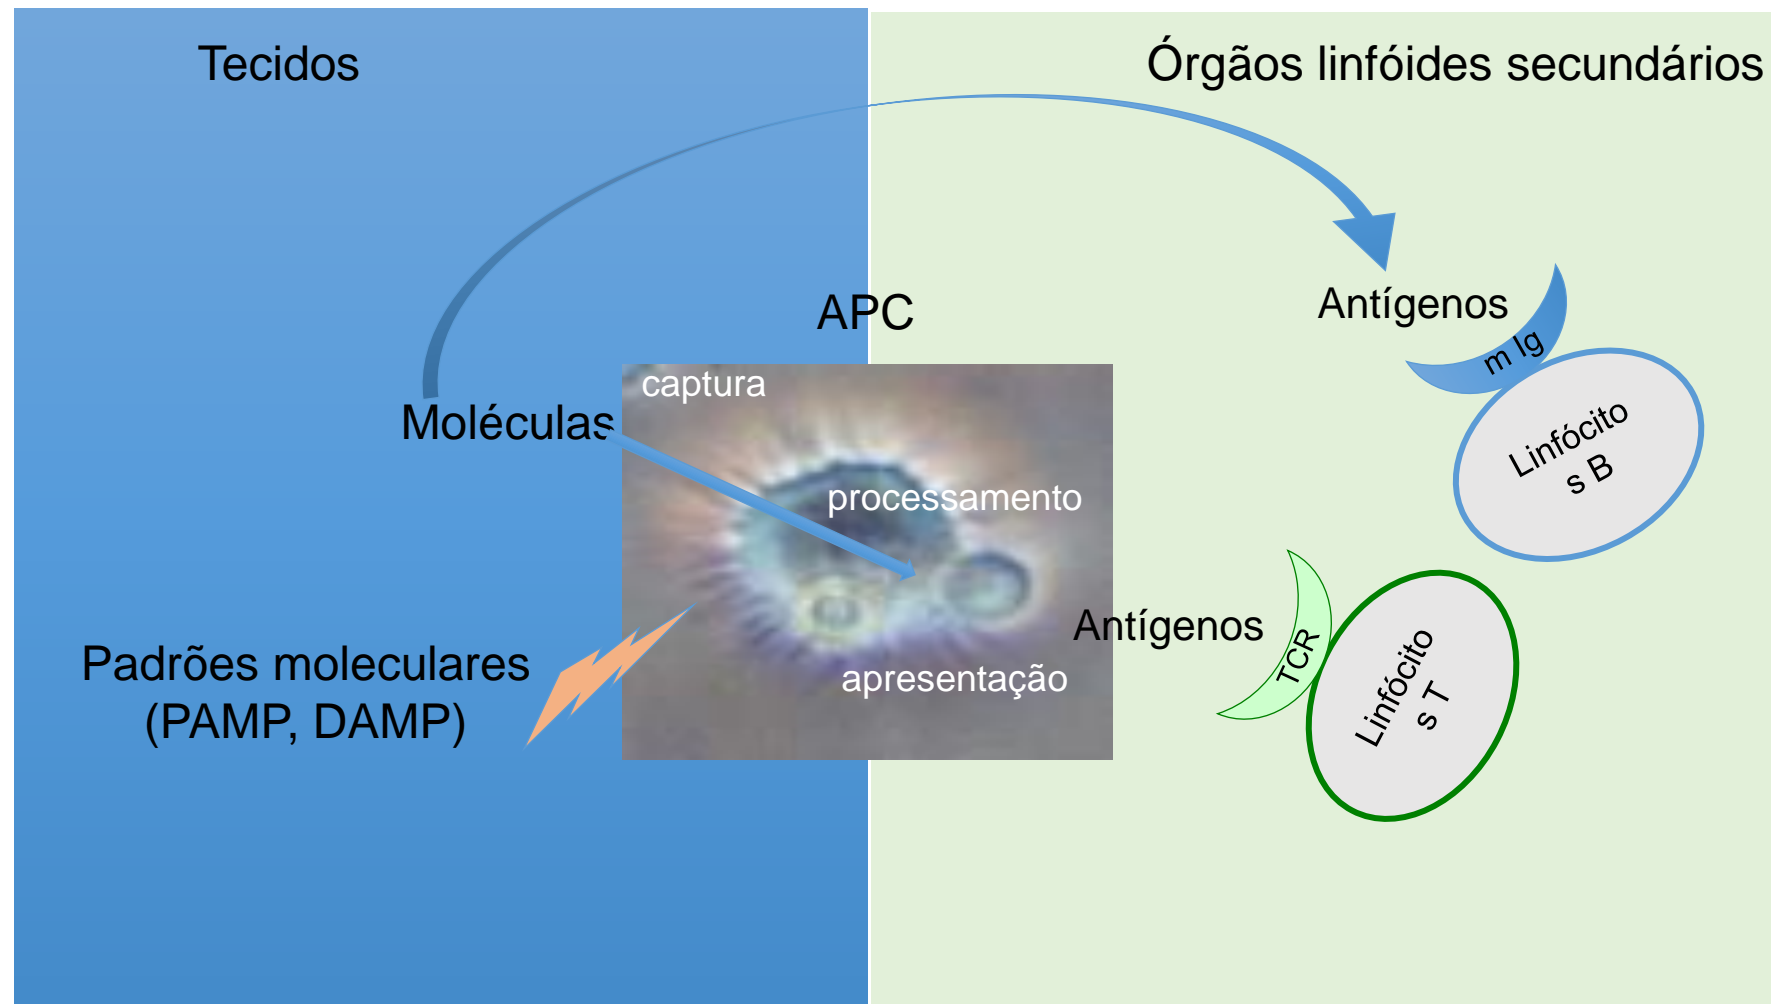 Tecidos
Órgãos linfóides secundários
APC
Antígenos
m Ig
captura
Moléculas
Linfócito
s B
processamento
Antígenos
TCR
Linfócito
s T
Padrões moleculares
(PAMP, DAMP)
apresentação